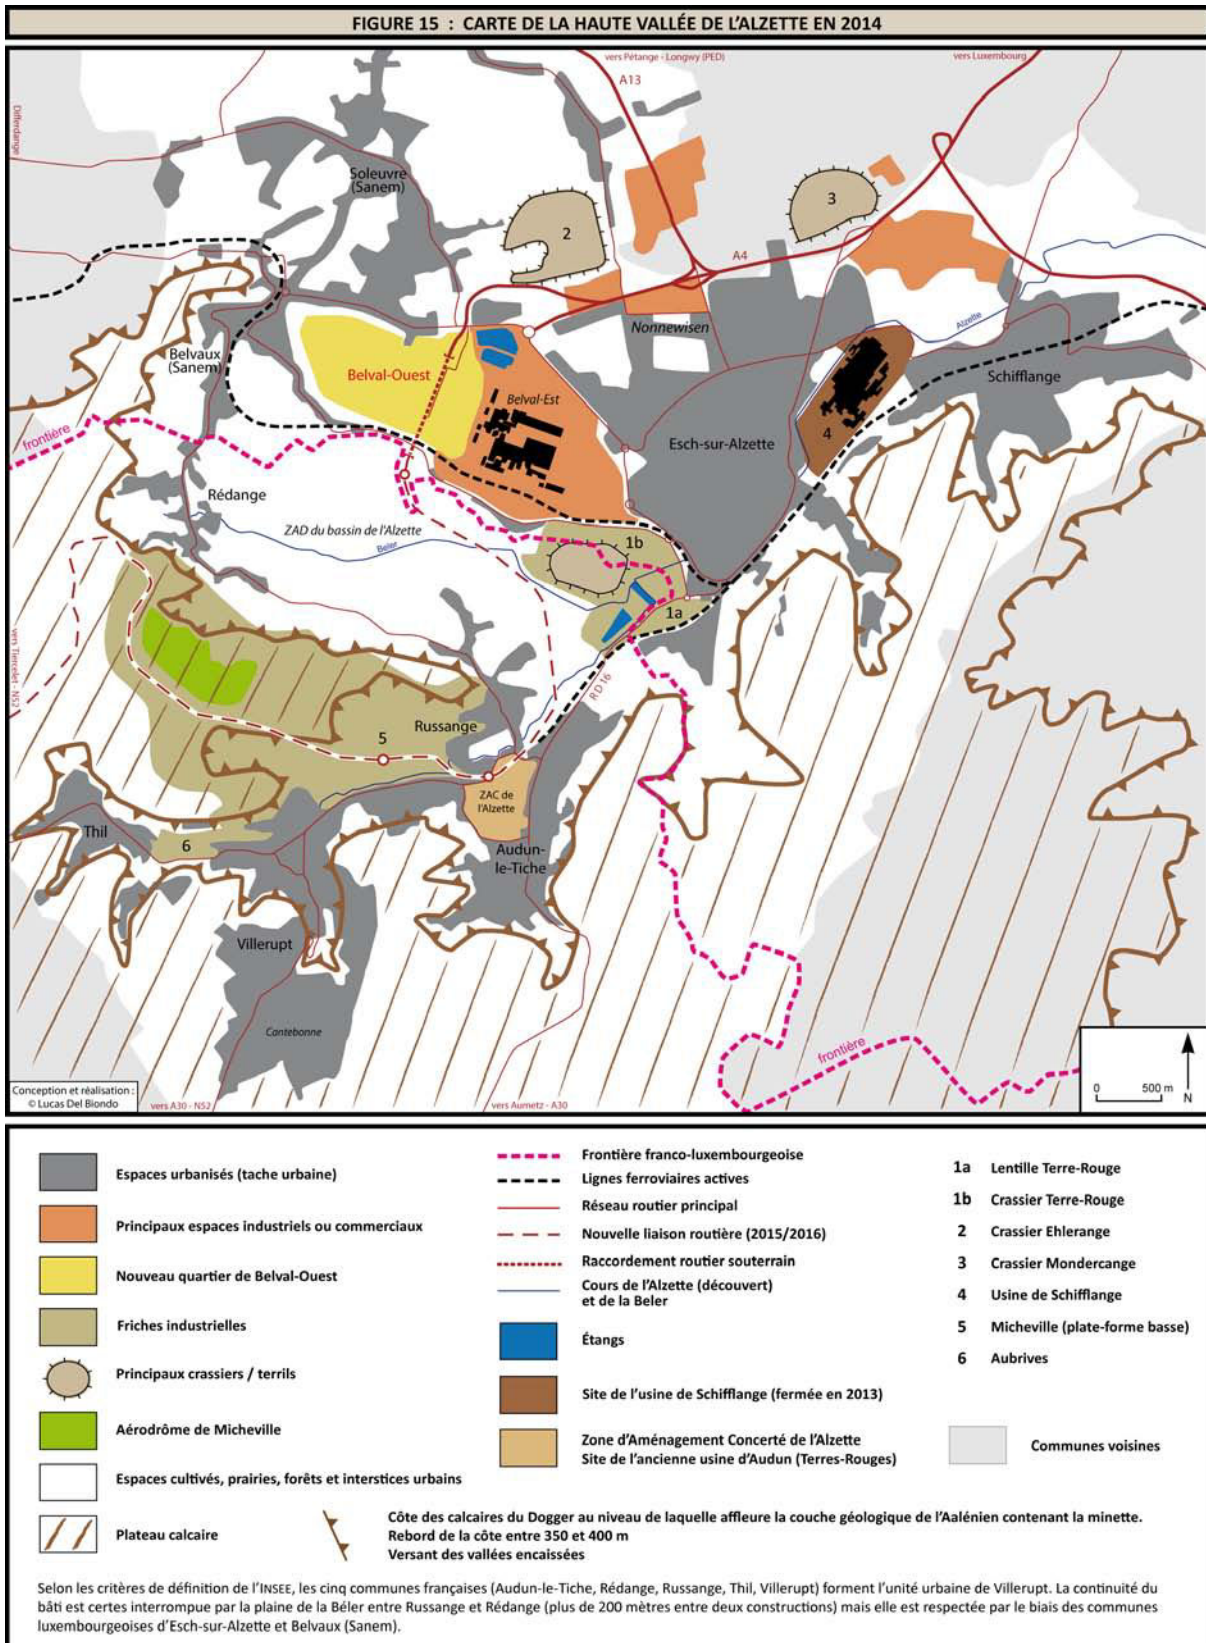 FIGURE 15 : CARTE DE LA HAUTE VALLÉE DE L'ALZETTE EN 2014
vers Pétange - Longwy (PED)
vers Luxembourg
A13
Differdange
Soleuvre
(Sanem)
2
3
A4
Nonnewisen
Alzette
Belvaux
(Sanem)
Belval-Ouest
Belval-Est
Schifflange
4
Esch-sur-Alzette
frontière
Rédange
ZAD du bassin de l'Alzette
Beler
1b
1a
vers Tiercelet - N52
RD 16
Russange
5
ZAC de
l'Alzette
Thil
6
Audun-
le-Tiche
Villerupt
Cantebonne
frontière
0 500 m
N
Conception et réalisation :
© Lucas Del Biondo
vers A30 - N52
vers Aumetz - A30
Espaces urbanisés (tache urbaine)
Principaux espaces industriels ou commerciaux
Nouveau quartier de Belval-Ouest
Friches industrielles
Principaux crassiers / terrils
Aérodrôme de Micheville
Espaces cultivés, prairies, forêts et interstices urbains
Plateau calcaire
Frontière franco-luxembourgeoise
Lignes ferroviaires actives
Réseau routier principal
Nouvelle liaison routière (2015/2016)
Raccordement routier souterrain
Cours de l'Alzette (découvert)
et de la Beler
Étangs
Site de l'usine de Schifflange (fermée en 2013)
Zone d'Aménagement Concerté de l'Alzette
Site de l'ancienne usine d'Audun (Terres-Rouges)
1a Lentille Terre-Rouge
1b Crassier Terre-Rouge
2 Crassier Ehlerange
3 Crassier Mondercange
4 Usine de Schifflange
5 Micheville (plate-forme basse)
6 Aubrives
Communes voisines
Côte des calcaires du Dogger au niveau de laquelle affleure la couche géologique de l'Aalénien contenant la minette.
Rebord de la côte entre 350 et 400 m
Versant des vallées encaissées
Selon les critères de définition de l'INSEE, les cinq communes françaises (Audun-le-Tiche, Rédange, Russange, Thil, Villerupt) forment l'unité urbaine de Villerupt. La continuité du
bâti est certes interrompue par la plaine de la Béler entre Russange et Rédange (plus de 200 mètres entre deux constructions) mais elle est respectée par le biais des communes
luxembourgeoises d'Esch-sur-Alzette et Belvaux (Sanem).